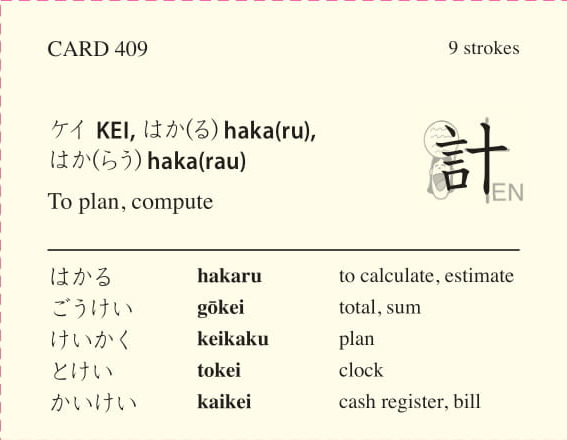 CARD 409 9 strokes
ケイ KEI, はか(る) haka(ru),
はか(らう) haka(rau)
計
EN
To plan, compute
はかる hakaru to calculate, estimate
ごうけい gōkei total, sum
けいかく keikaku plan
とけい tokei clock
かいけい kaikei cash register, bill